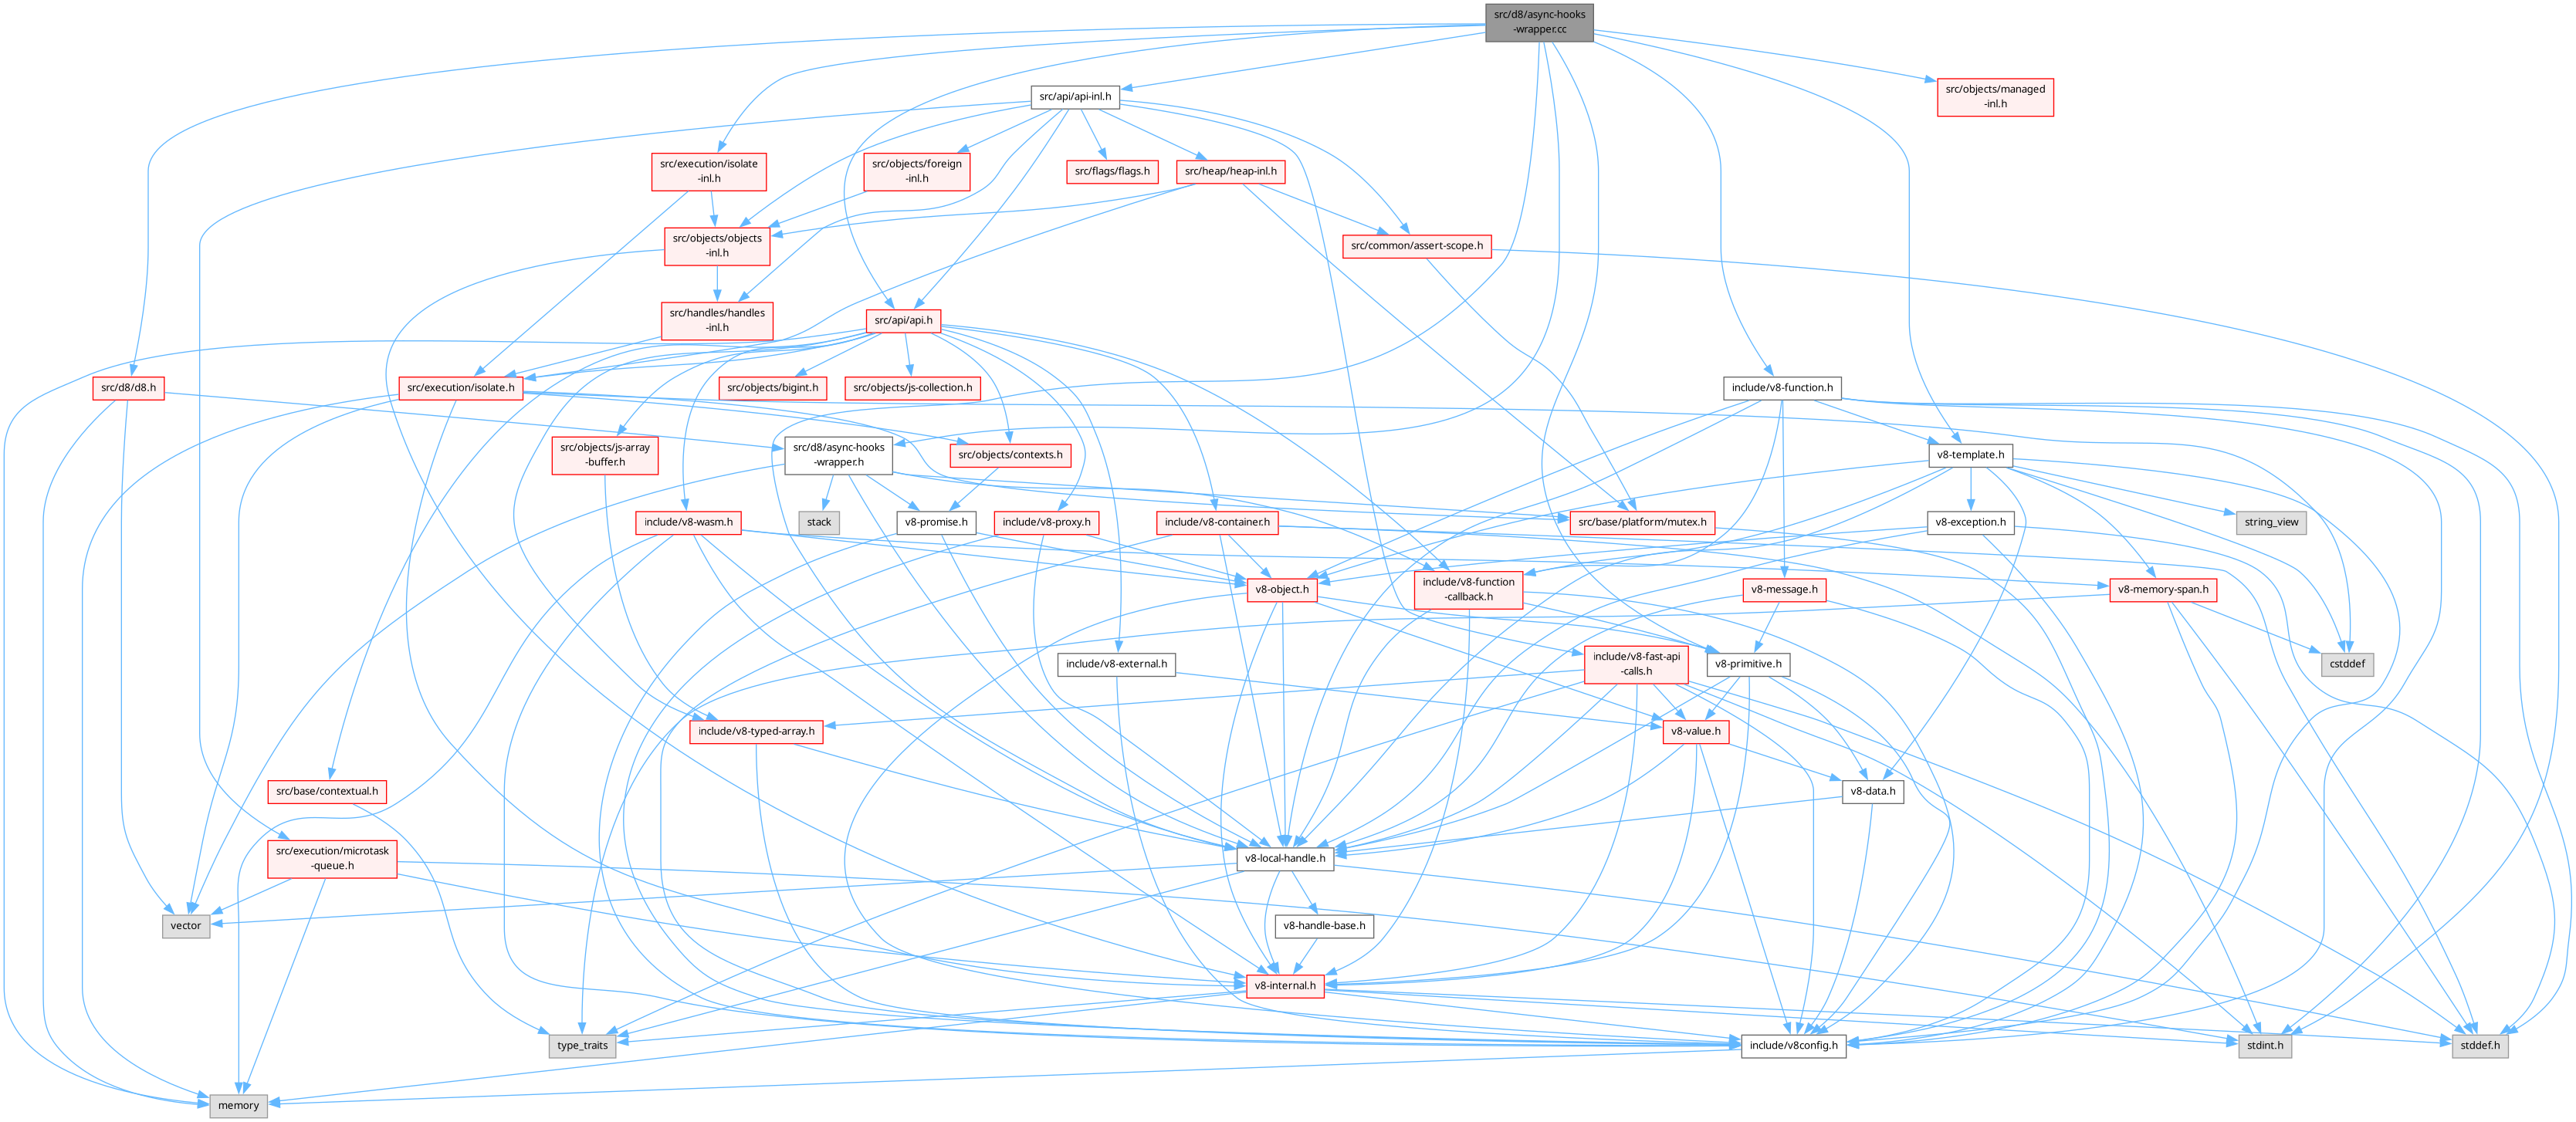 src/d8/async-hooks
-wrapper.cc
src/api/api-inl.h
src/objects/managed
-inl.h
src/execution/isolate
-inl.h
src/objects/foreign
-inl.h
src/flags/flags.h
src/heap/heap-inl.h
src/objects/objects
-inl.h
src/common/assert-scope.h
src/handles/handles
-inl.h
src/api/api.h
src/d8/d8.h
src/execution/isolate.h
src/objects/bigint.h
src/objects/js-collection.h
include/v8-function.h
src/objects/js-array
-buffer.h
src/d8/async-hooks
-wrapper.h
src/objects/contexts.h
v8-template.h
include/v8-wasm.h
stack
v8-promise.h
include/v8-proxy.h
include/v8-container.h
src/base/platform/mutex.h
v8-exception.h
string_view
v8-object.h
include/v8-function
-callback.h
v8-message.h
v8-memory-span.h
include/v8-external.h
include/v8-fast-api
-calls.h
v8-primitive.h
cstddef
include/v8-typed-array.h
v8-value.h
src/base/contextual.h
v8-data.h
src/execution/microtask
-queue.h
v8-local-handle.h
vector
v8-handle-base.h
v8-internal.h
type_traits
include/v8config.h
stdint.h
stddef.h
memory